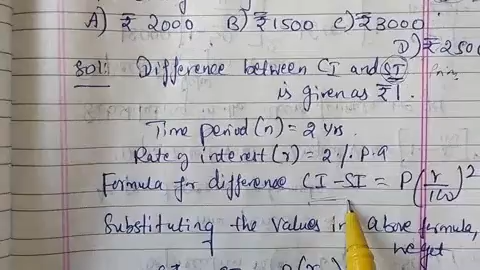 A) ₹ 2000 B) ₹1500 C) ₹3000
D) ₹250
Sol: Difference between CI and SI
is given as ₹1.
Time period (n) = 2 yrs.
Rate of interest (r) = 2 % P.a
Formula for difference CI - SI = P(r/100)²
Substituting the values in above formula,
we get